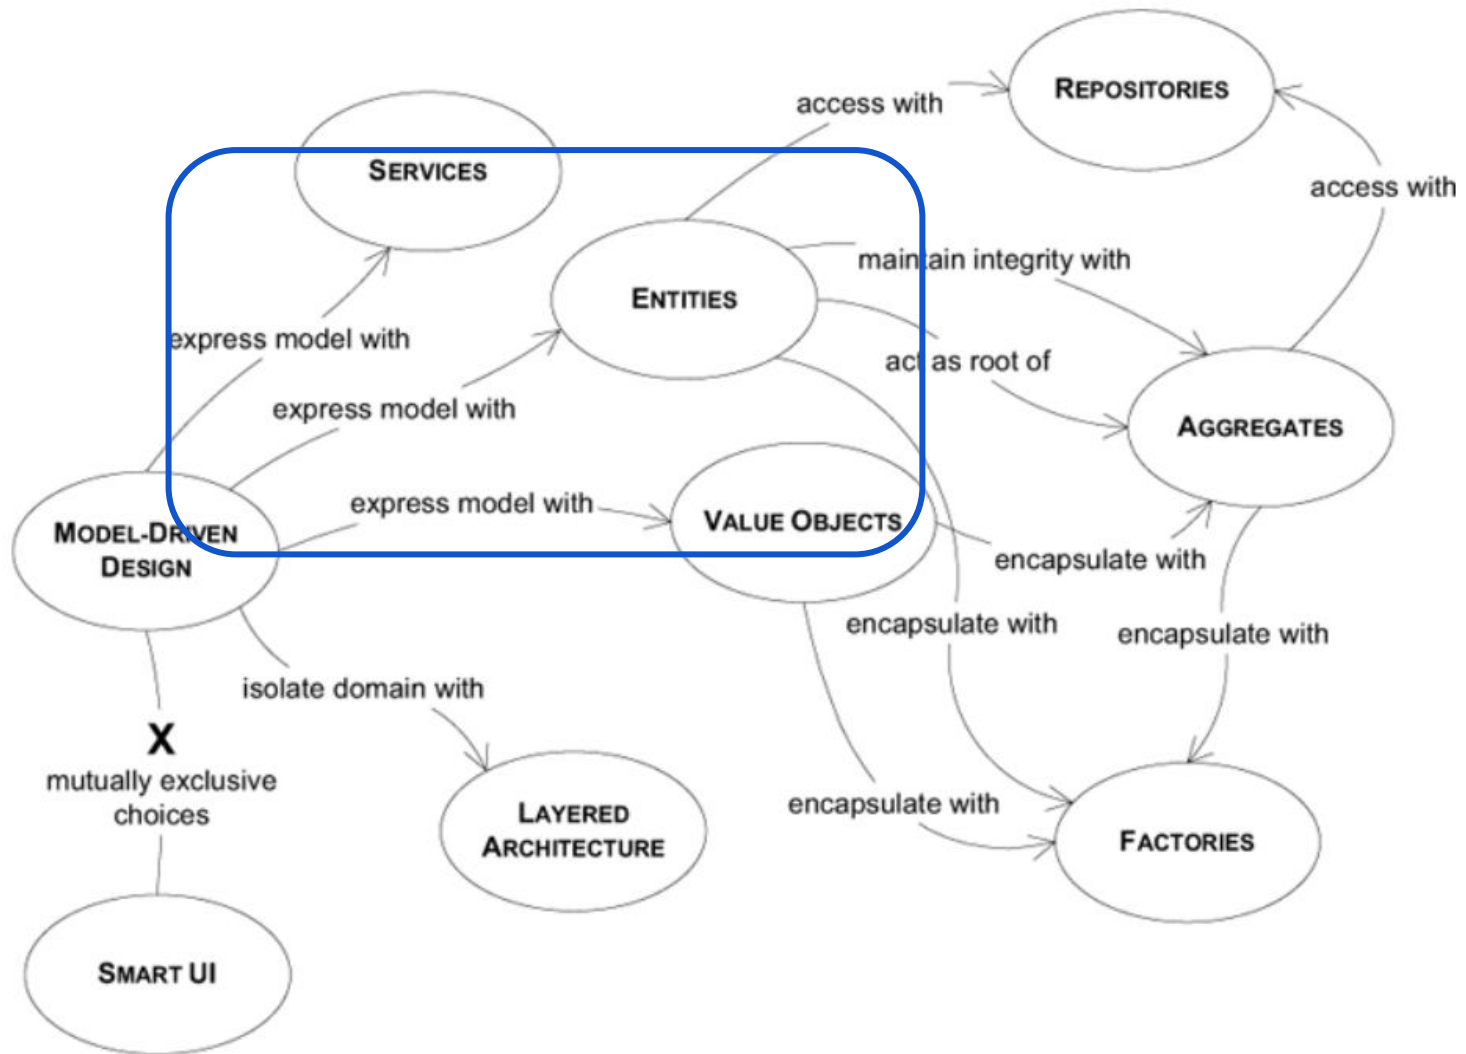 REPOSITORIES
access with
SERVICES
access with
maintain integrity with
ENTITIES
express model with
act as root of
express model with
AGGREGATES
express model with
VALUE OBJECTS
MODEL-DRIVEN
DESIGN
encapsulate with
encapsulate with
encapsulate with
isolate domain with
X
mutually exclusive
choices
encapsulate with
LAYERED
ARCHITECTURE
FACTORIES
SMART UI